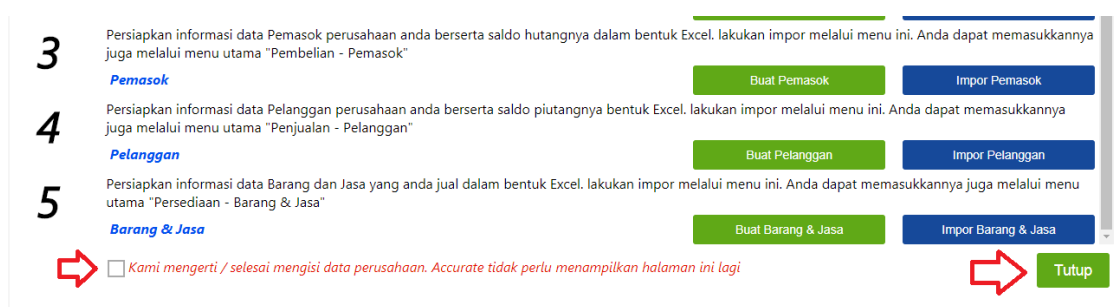 3
Persiapkan informasi data Pemasok perusahaan anda berserta saldo hutangnya dalam bentuk Excel. lakukan impor melalui menu ini. Anda dapat memasukkannya
juga melalui menu utama "Pembelian - Pemasok"
Pemasok
Buat Pemasok
Impor Pemasok
4
Persiapkan informasi data Pelanggan perusahaan anda berserta saldo piutangnya bentuk Excel. lakukan impor melalui menu ini. Anda dapat memasukkannya
juga melalui menu utama "Penjualan - Pelanggan"
Pelanggan
Buat Pelanggan
Impor Pelanggan
5
Persiapkan informasi data Barang dan Jasa yang anda jual dalam bentuk Excel. lakukan impor melalui menu ini. Anda dapat memasukkannya juga melalui menu
utama "Persediaan - Barang & Jasa"
Barang & Jasa
Buat Barang & Jasa
Impor Barang & Jasa
Kami mengerti / selesai mengisi data perusahaan. Accurate tidak perlu menampilkan halaman ini lagi
Tutup